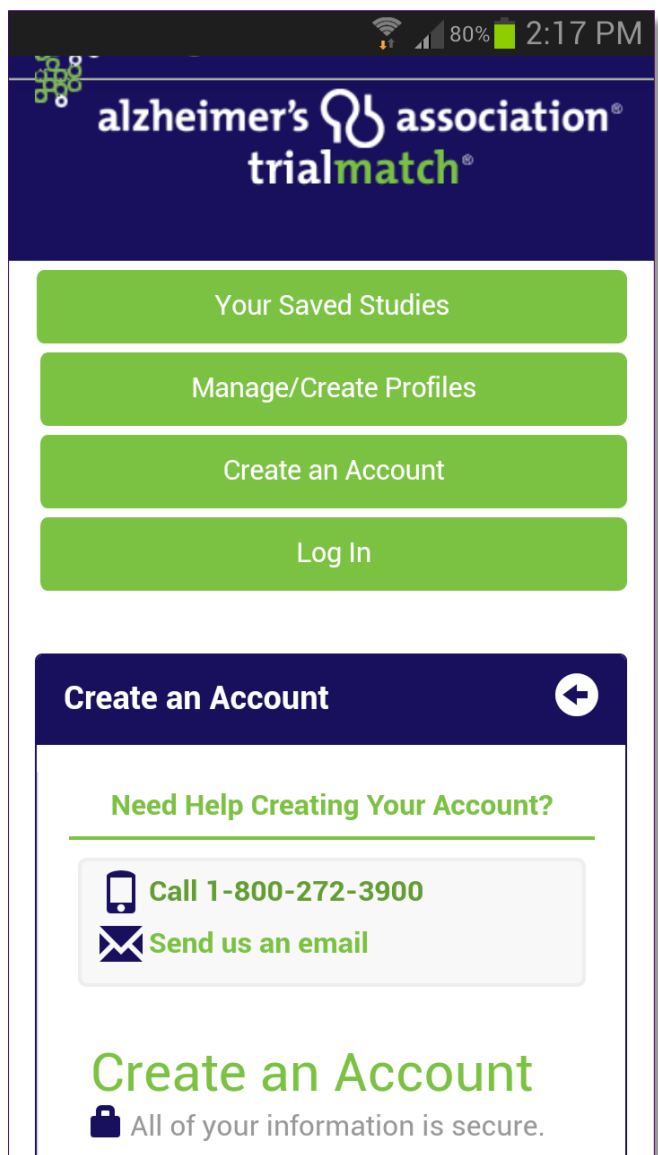 80% 2:17 PM
alzheimer's association®
trialmatch®
Your Saved Studies
Manage/Create Profiles
Create an Account
Log In
Create an Account
Need Help Creating Your Account?
Call 1-800-272-3900
Send us an email
Create an Account
All of your information is secure.